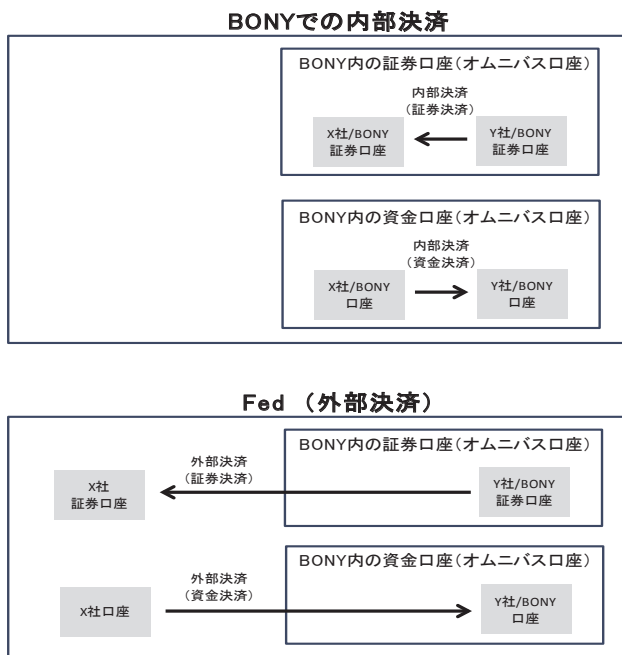 BONYでの内部決済
BONY内の証券口座（オムニバス口座）
内部決済
（証券決済）
X社/BONY
証券口座
Y社/BONY
証券口座
BONY内の資金口座（オムニバス口座）
内部決済
（資金決済）
X社/BONY
口座
Y社/BONY
口座
Fed （外部決済）
BONY内の証券口座（オムニバス口座）
外部決済
（証券決済）
X社
証券口座
Y社/BONY
証券口座
BONY内の資金口座（オムニバス口座）
外部決済
（資金決済）
X社口座
Y社/BONY
口座